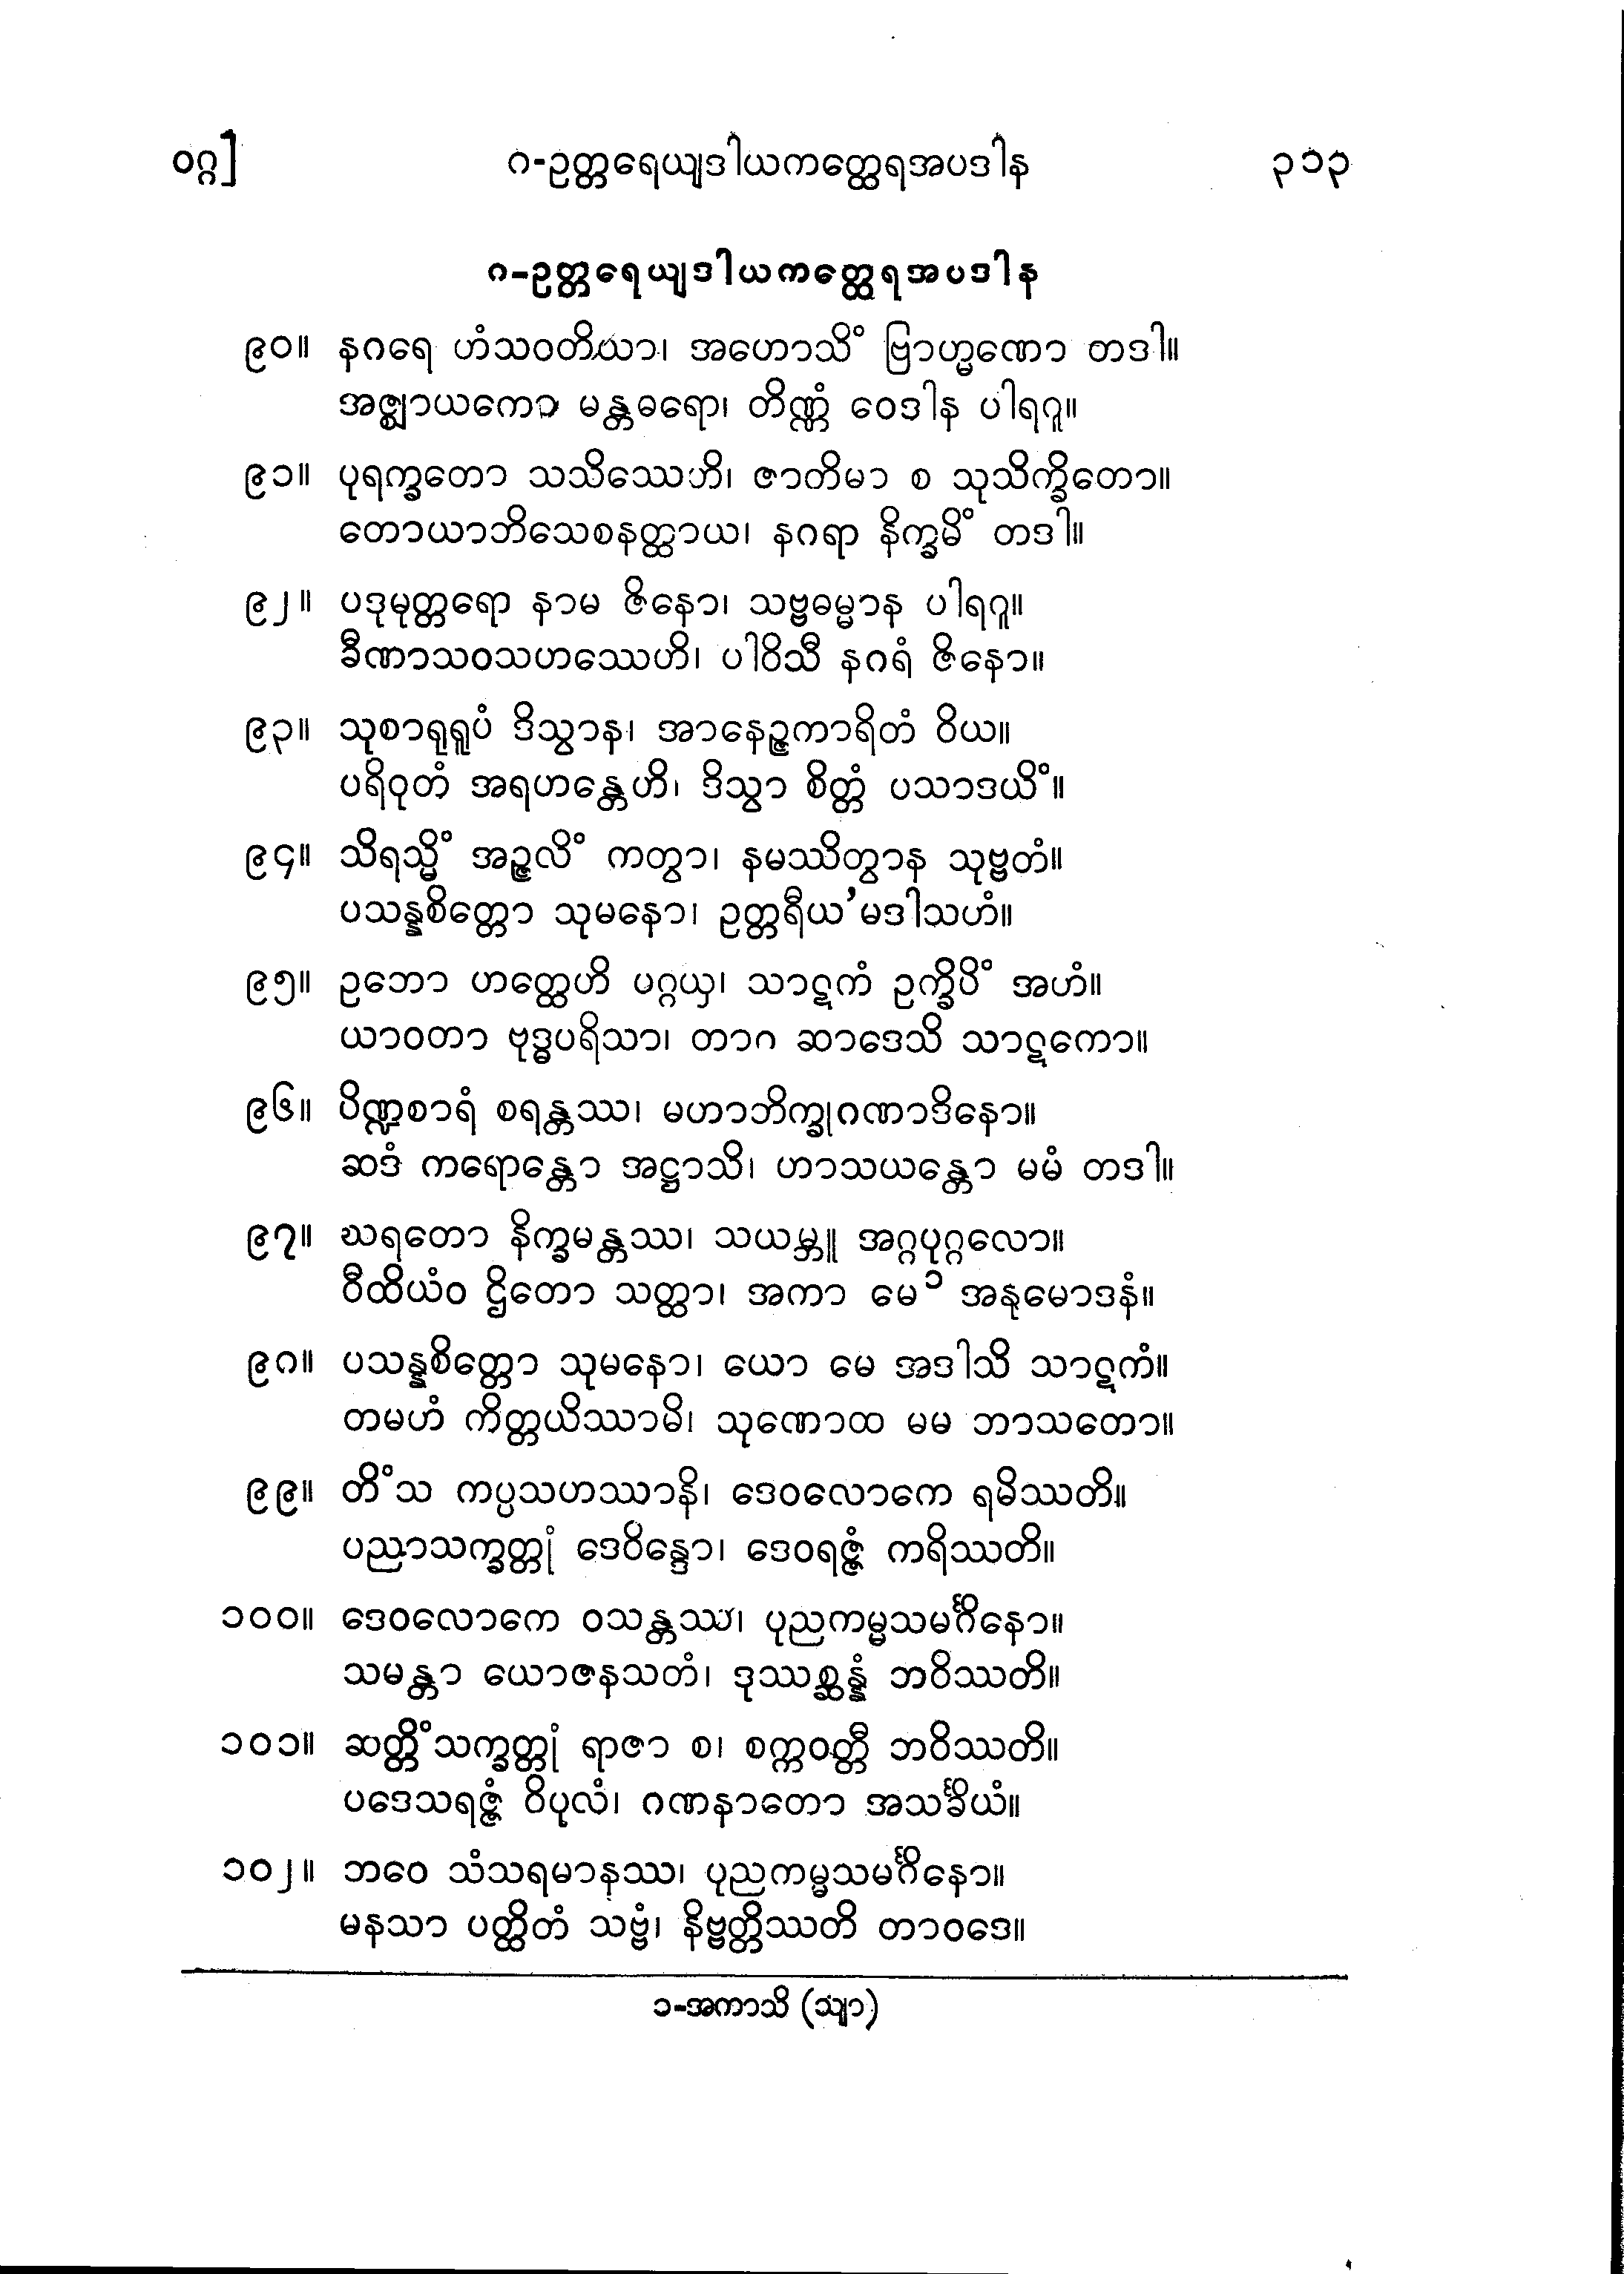 ဝဂ္ဂ] ဂ-ဥတ္တရေယျဒါယကတ္ထေရအပဒါန ၃၁၃
ဂ-ဥတ္တရေယျဒါယကတ္ထေရအပဒါန
၉၀။ နဂရေ ဟံသဝတိယာ၊ အဟောသိံ ဗြာဟ္မဏော တဒါ။
အဇ္ဈာယကော မန္တဓရော၊ တိဏ္ဏံ ဝေဒါန ပါရဂူ။
၉၁။ ပုရက္ခတော သသိဿေဟိ၊ ဇာတိမာ စ သုသိက္ခိတော။
တောယာဘိသေစနတ္ထာယ၊ နဂရာ နိက္ခမိံ တဒါ။
၉၂။ ပဒုမုတ္တရော နာမ ဇိနော၊ သဗ္ဗဓမ္မာန ပါရဂူ။
ခီဏာသဝသဟဿေဟိ၊ ပါဝိသီ နဂရံ ဇိနော။
၉၃။ သုစာရုရူပံ ဒိသွာန၊ အာနေဉ္ဇကာရိတံ ဝိယ။
ပရိဝုတံ အရဟန္တေဟိ၊ ဒိသွာ စိတ္တံ ပသာဒယိံ။
၉၄။ သိရသ္မိံ အဉ္ဇလိံ ကတွာ၊ နမဿိတွာန သုဗ္ဗတံ။
ပသန္နစိတ္တော သုမနော၊ ဥတ္တရီယ’မဒါသဟံ။
၉၅။ ဥဘော ဟတ္ထေဟိ ပဂ္ဂယှ၊ သာဋကံ ဥက္ခိပိံ အဟံ။
ယာဝတာ ဗုဒ္ဓပရိသာ၊ တာဂ ဆာဒေသိ သာဋကော။
၉၆။ ပိဏ္ဍစာရံ စရန္တဿ၊ မဟာဘိက္ခုဂဏာဒိနော။
ဆဒံ ကရောန္တော အဋ္ဌာသိ၊ ဟာသယန္တော မမံ တဒါ။
၉၇။ ဃရတော နိက္ခမန္တဿ၊ သယမ္ဘူ အဂ္ဂပုဂ္ဂလော။
ဝီထိယံဝ ဌိတော သတ္ထာ၊ အကာ မေ ၁ အနုမောဒနံ။
၉၈။ ပသန္နစိတ္တော သုမနော၊ ယော မေ အဒါသိ သာဋကံ။
တမဟံ ကိတ္တယိဿာမိ၊ သုဏောထ မမ ဘာသတော။
၉၉။ တိံသ ကပ္ပသဟဿာနိ၊ ဒေဝလောကေ ရမိဿတိ။
ပညာသက္ခတ္တုံ ဒေဝိန္ဒော၊ ဒေဝရဇ္ဇံ ကရိဿတိ။
၁၀၀။ ဒေဝလောကေ ဝသန္တဿ၊ ပုညကမ္မသမင်္ဂိနော။
သမန္တာ ယောဇနသတံ၊ ဒုဿစ္ဆန္နံ ဘဝိဿတိ။
၁၀၁။ ဆတ္တိံသက္ခတ္တုံ ရာဇာ စ၊ စက္ကဝတ္တီ ဘဝိဿတိ။
ပဒေသရဇ္ဇံ ဝိပုလံ၊ ဂဏနာတော အသင်္ခိယံ။
၁၀၂။ ဘဝေ သံသရမာနဿ၊ ပုညကမ္မသမင်္ဂိနော။
မနသာ ပတ္ထိတံ သဗ္ဗံ၊ နိဗ္ဗတ္တိဿတိ တာဝဒေ။
၁-အကာသိ (သျာ)